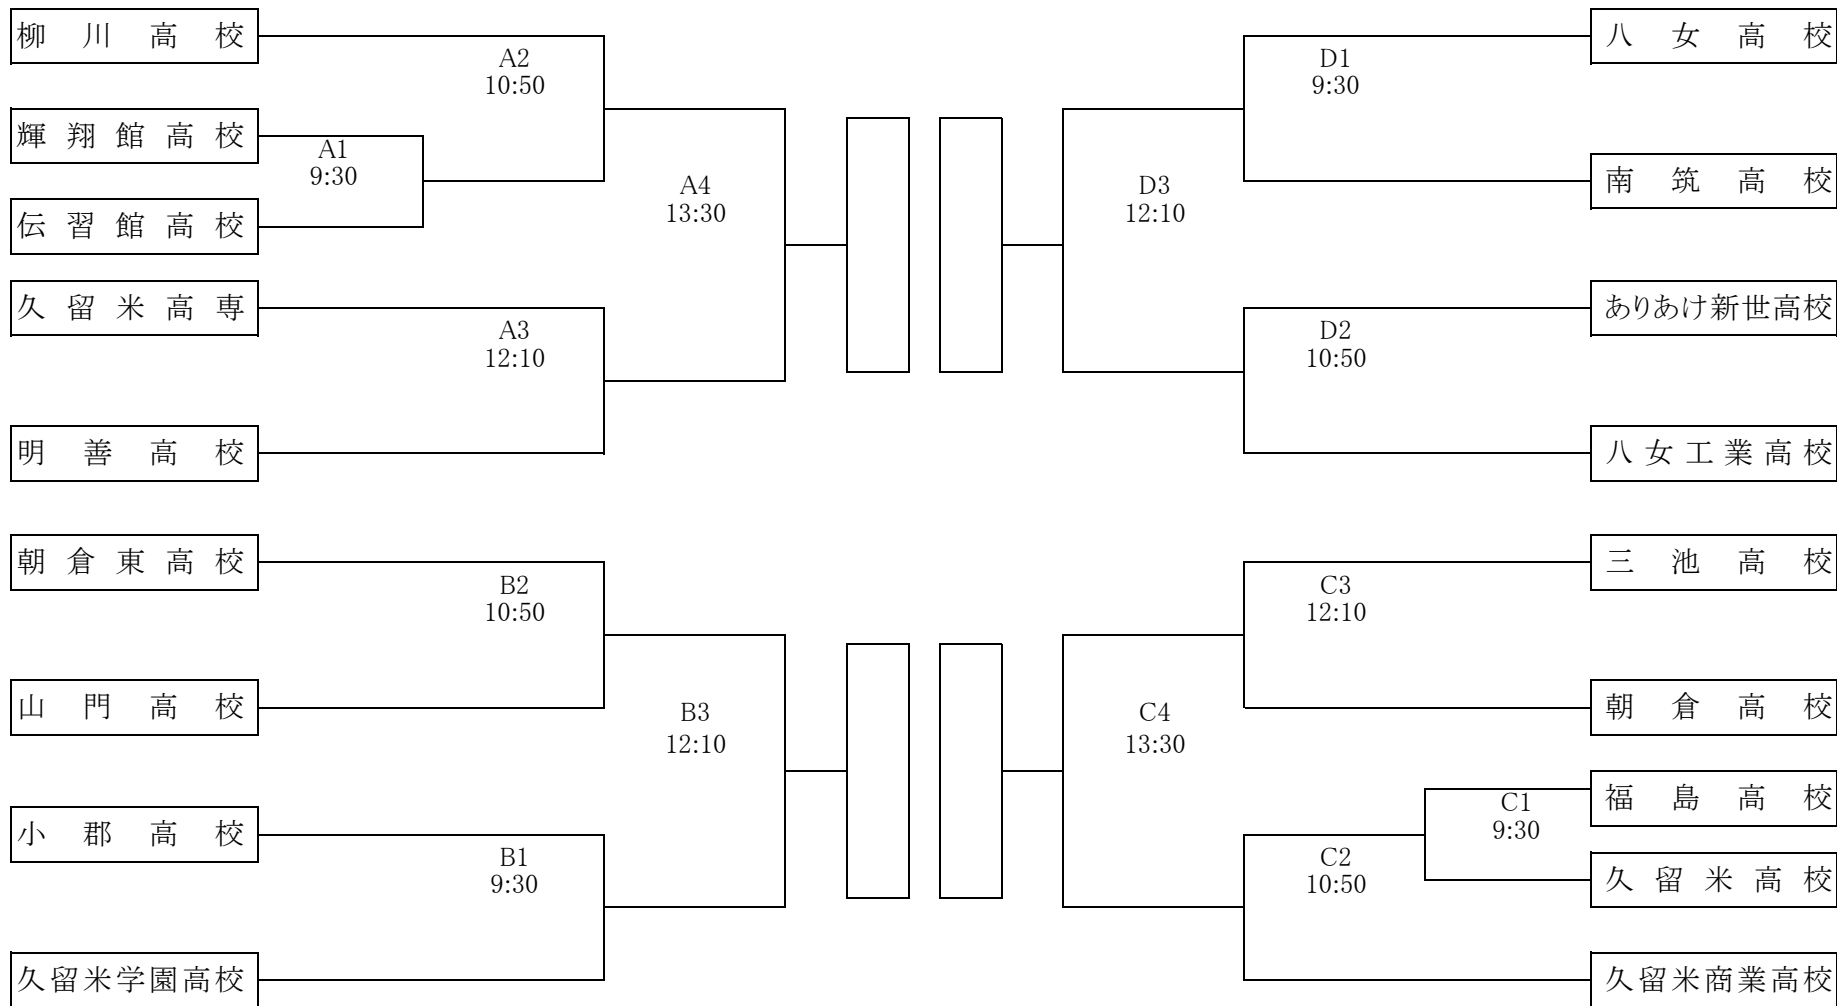 柳川高校
A2
10:50
輝翔館高校
A1
9:30
伝習館高校
A4
13:30
久留米高専
A3
12:10
明善高校
八女高校
D1
9:30
南筑高校
D3
12:10
ありあけ新世高校
D2
10:50
八女工業高校
朝倉東高校
B2
10:50
山門高校
B3
12:10
小郡高校
B1
9:30
久留米学園高校
三池高校
C3
12:10
朝倉高校
C4
13:30
福島高校
C1
9:30
久留米高校
C2
10:50
久留米商業高校